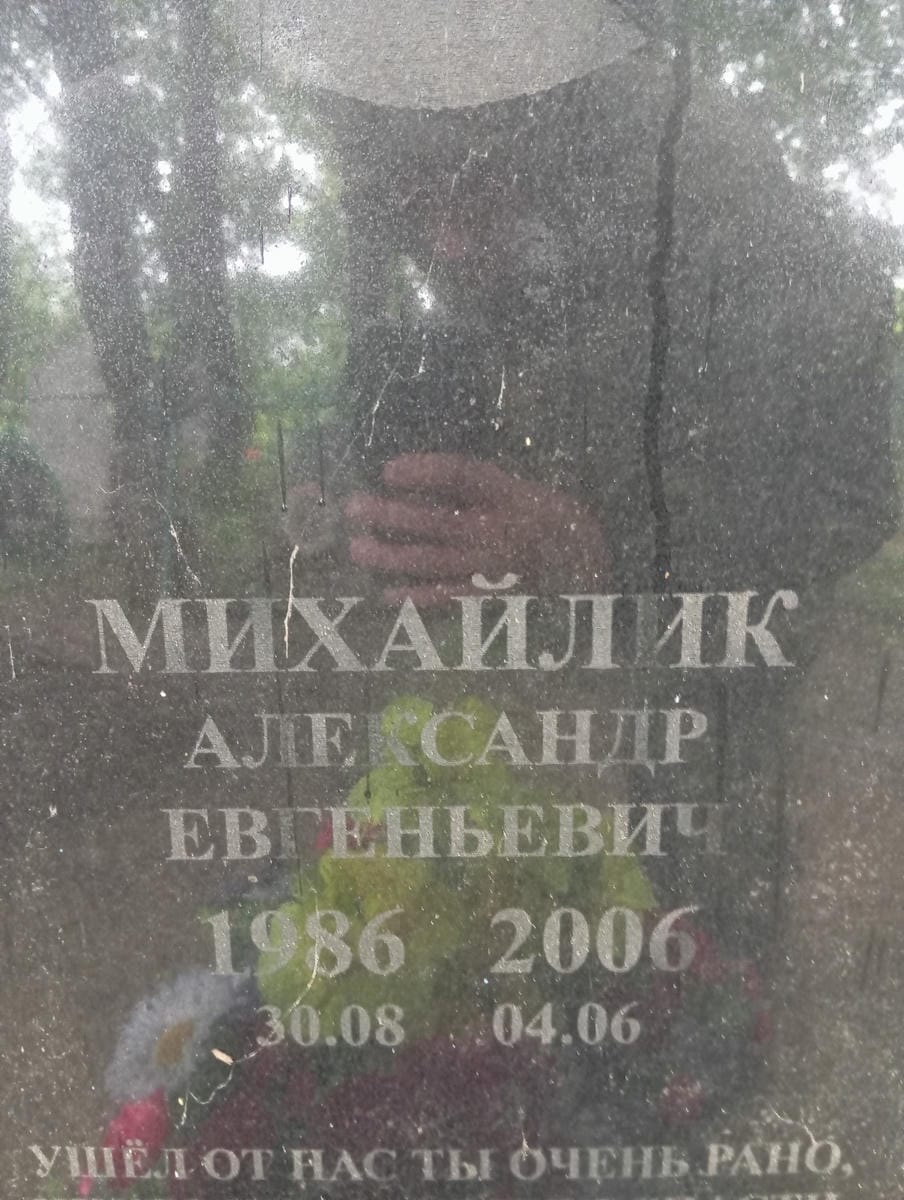 МИХАЙЛИК
АЛЕКСАНДР
ЕВГЕНЬЕВИЧ
1986 2006
30.08 04.06
УШЁЛ ОТ НАС ТЫ ОЧЕНЬ РАНО,